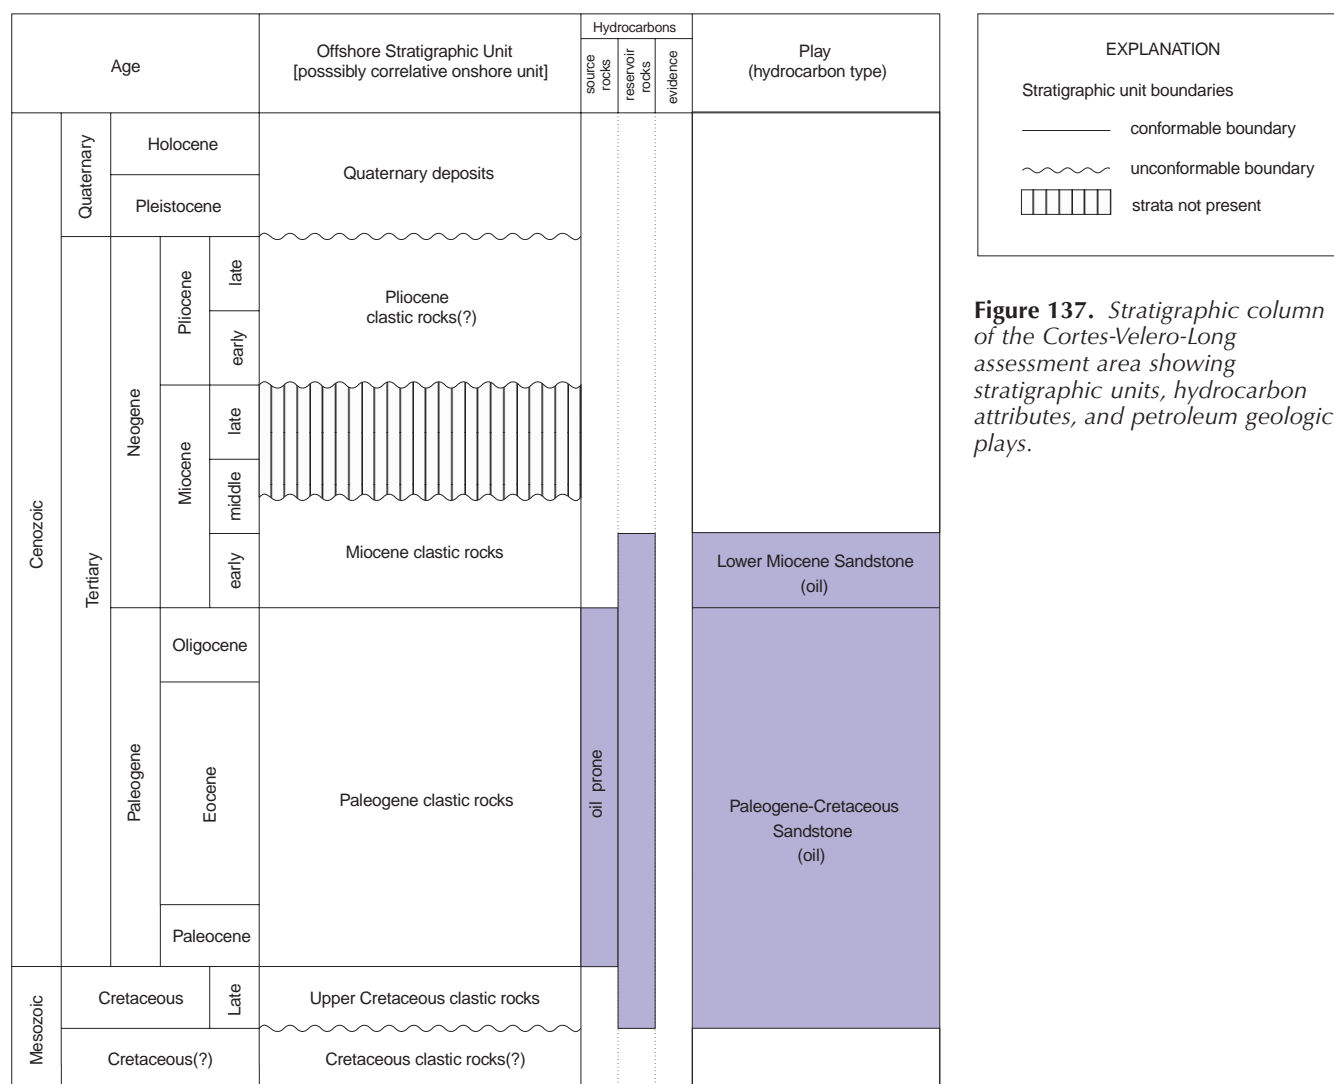 Age
Offshore Stratigraphic Unit
[posssibly correlative onshore unit]
Hydrocarbons
source
rocks
reservoir
rocks
evidence
Play
(hydrocarbon type)
Cenozoic
Quaternary
Holocene
Pleistocene
Quaternary deposits
Tertiary
Neogene
Pliocene
late
early
Pliocene
clastic rocks(?)
Miocene
late
middle
early
Miocene clastic rocks
Lower Miocene Sandstone
(oil)
Paleogene
Oligocene
Eocene
Paleocene
Paleogene clastic rocks
oil prone
Paleogene-Cretaceous
Sandstone
(oil)
Mesozoic
Cretaceous
Late
Upper Cretaceous clastic rocks
Cretaceous(?)
Cretaceous clastic rocks(?)
EXPLANATION
Stratigraphic unit boundaries
conformable boundary
unconformable boundary
strata not present
Figure 137. Stratigraphic column
of the Cortes-Velero-Long
assessment area showing
stratigraphic units, hydrocarbon
attributes, and petroleum geologic
plays.